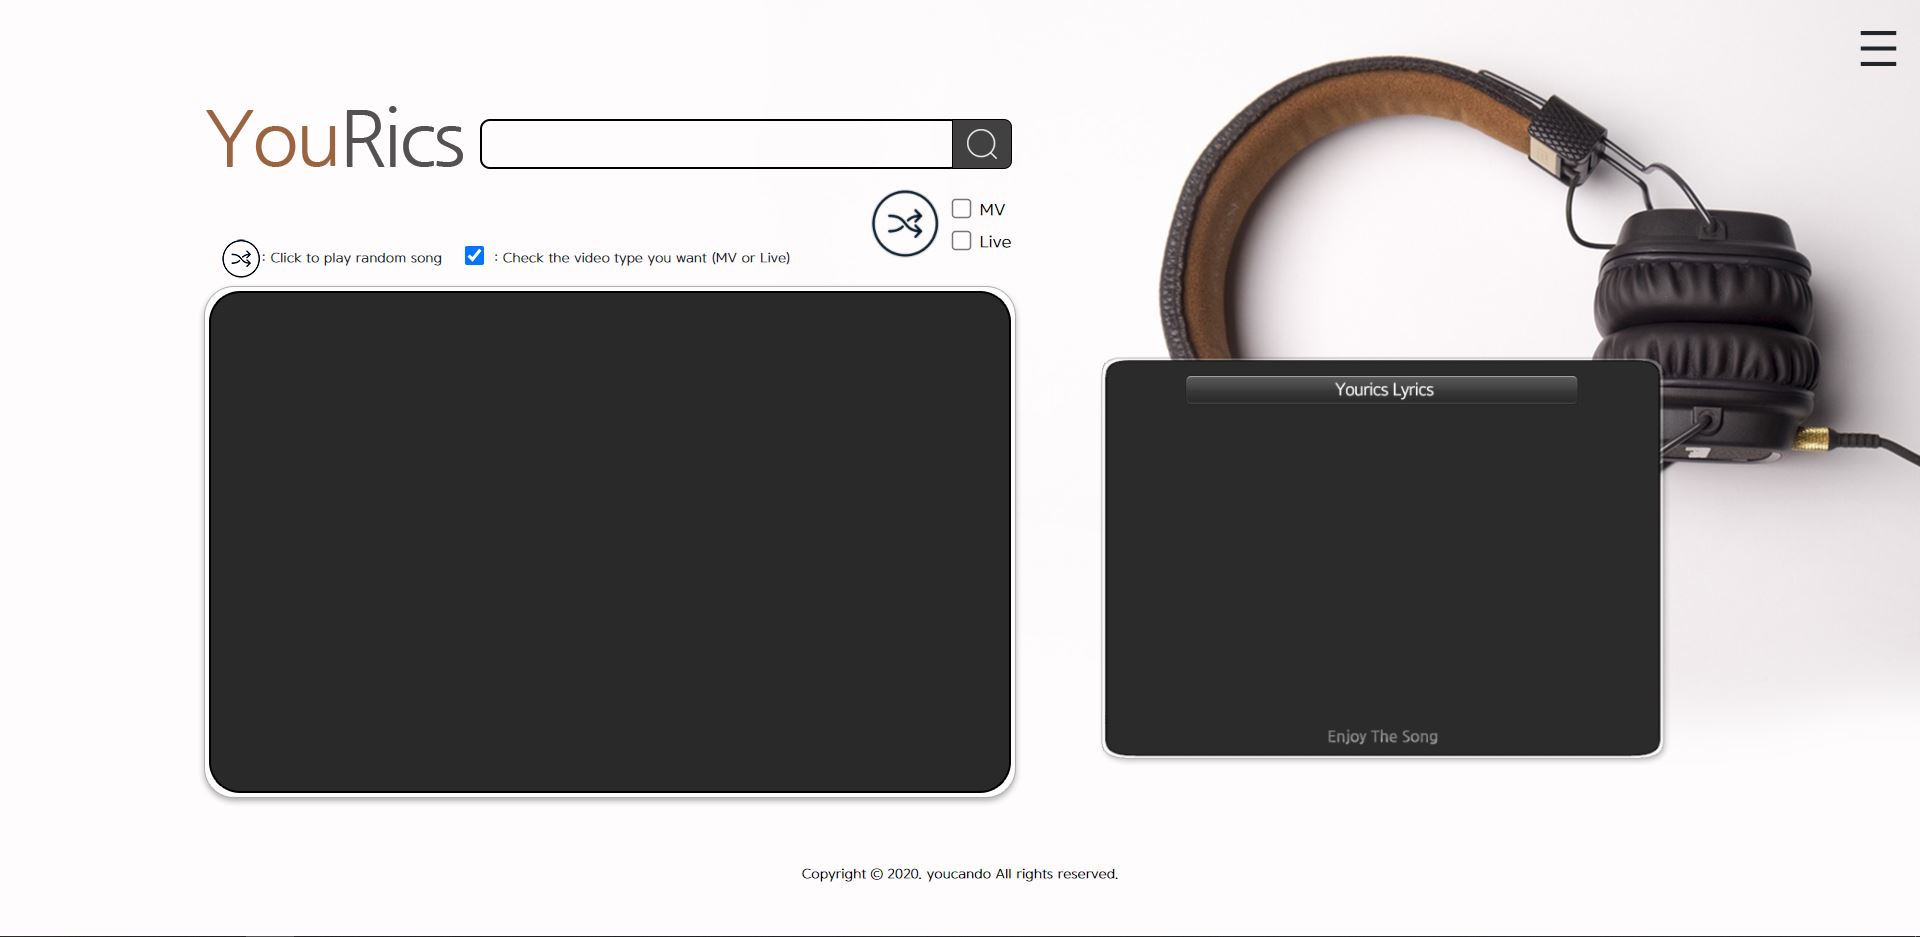 YouRics
MV
Live
: Click to play random song
: Check the video type you want (MV or Live)
Yourics Lyrics
Enjoy The Song
Copyright © 2020. youcando All rights reserved.